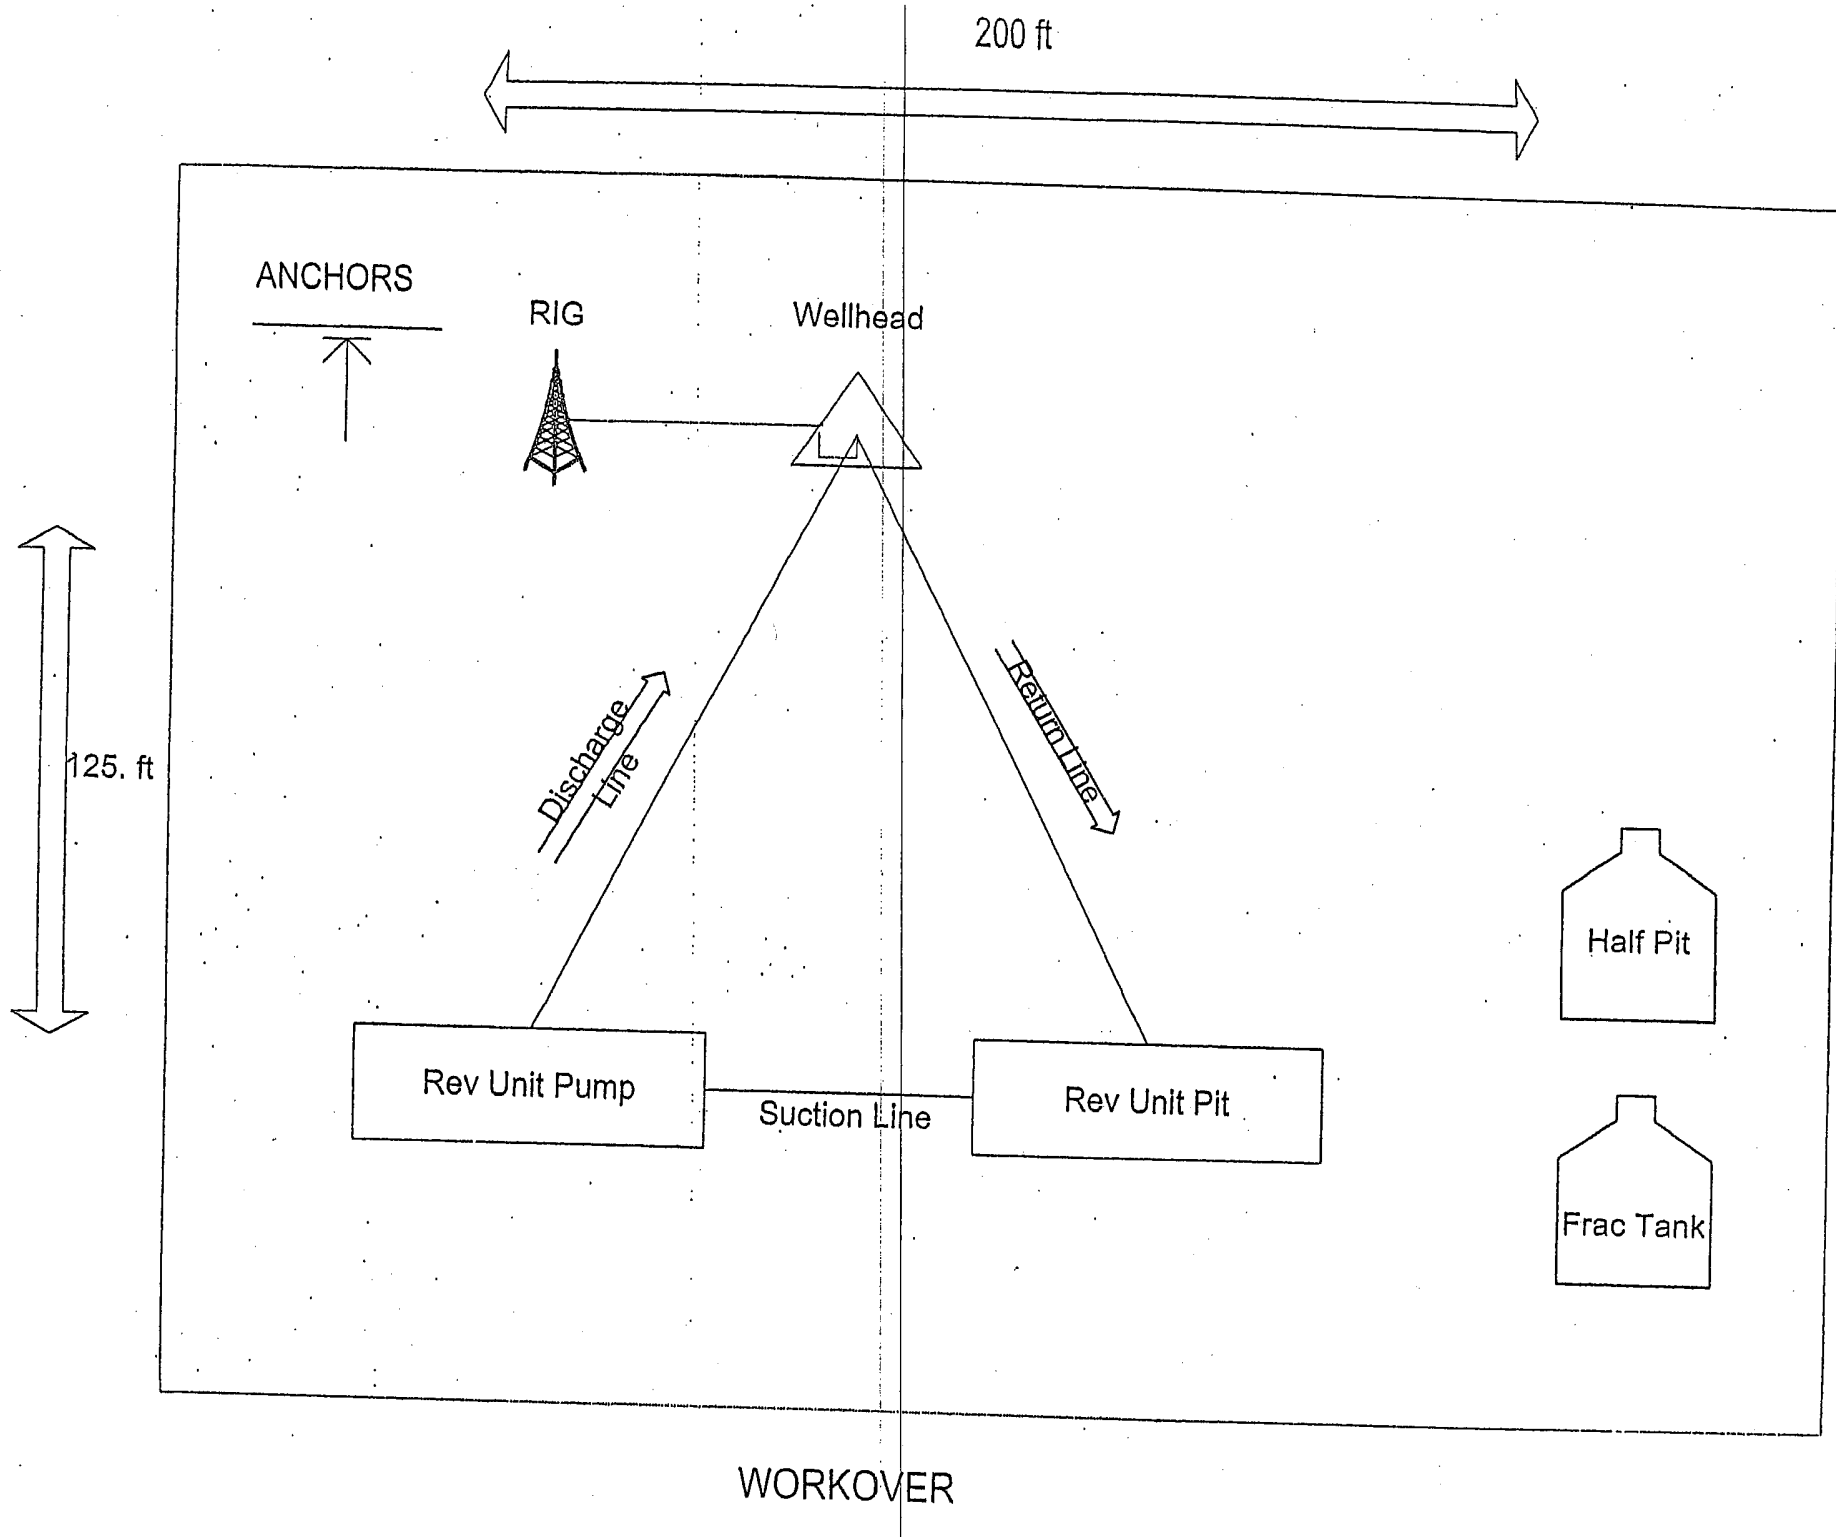 200 ft
ANCHORS
RIG
Wellhead
125. ft
Discharge
Line
Return Line
Half Pit
Rev Unit Pump
Suction Line
Rev Unit Pit
Frac Tank
WORKOVER